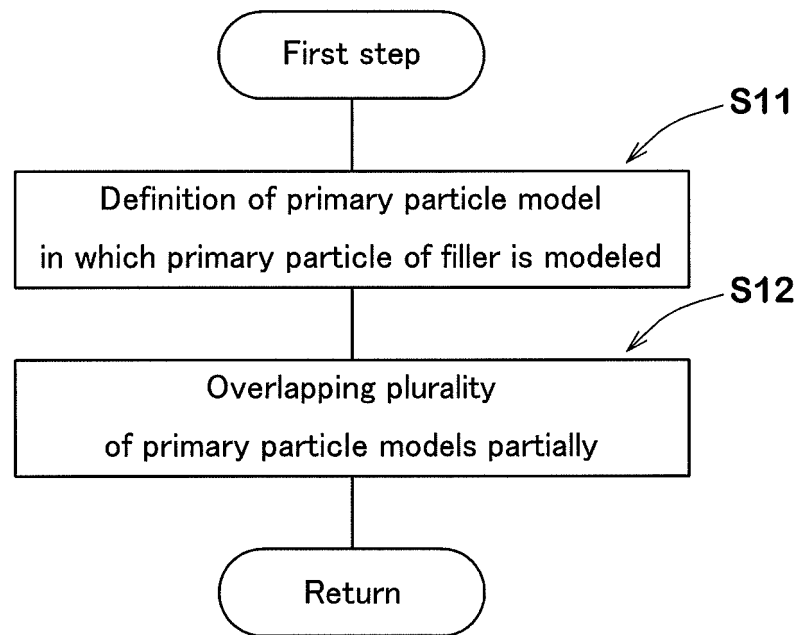 First step
S11
Definition of primary particle model
in which primary particle of filler is modeled
S12
Overlapping plurality
of primary particle models partially
Return